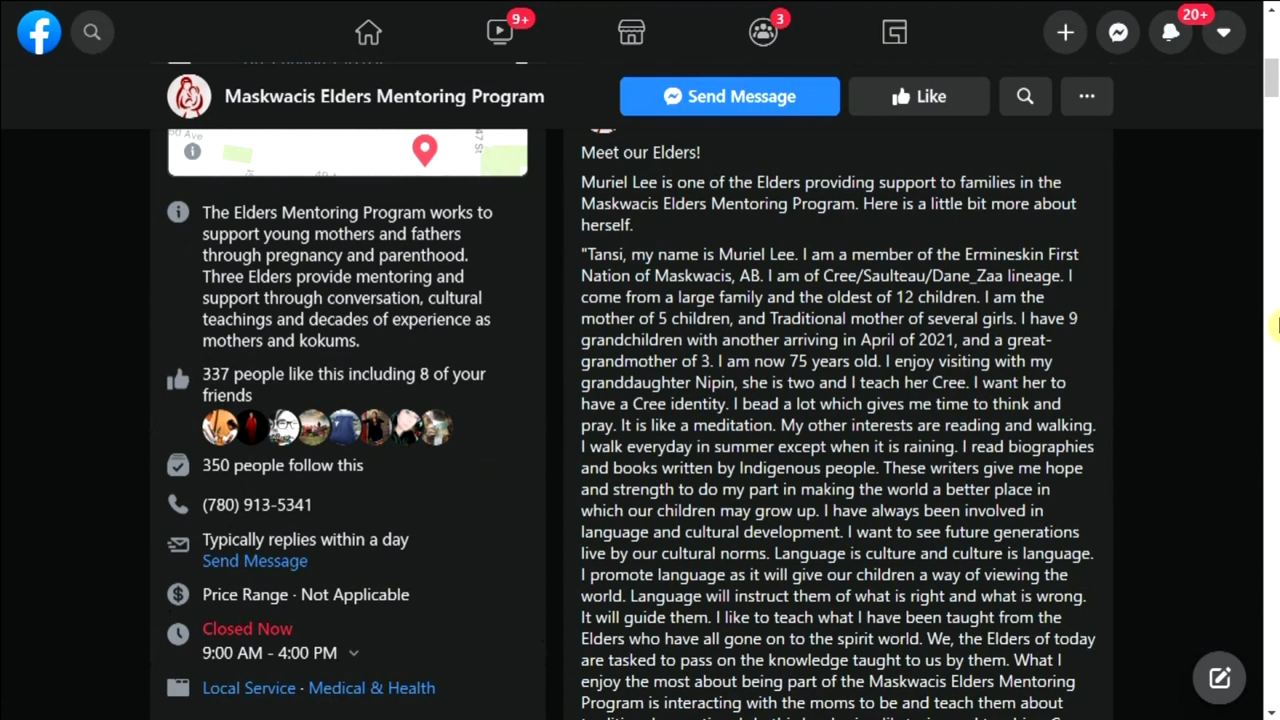 9+
3
20+
Maskwacis Elders Mentoring Program
Send Message
Like
47 St
The Elders Mentoring Program works to
support young mothers and fathers
through pregnancy and parenthood.
Three Elders provide mentoring and
support through conversation, cultural
teachings and decades of experience as
mothers and kokums.
337 people like this including 8 of your
friends
350 people follow this
(780) 913-5341
Typically replies within a day
Send Message
Price Range · Not Applicable
Closed Now
9:00 AM - 4:00 PM
Local Service · Medical & Health
Meet our Elders!
Muriel Lee is one of the Elders providing support to families in the
Maskwacis Elders Mentoring Program. Here is a little bit more about
herself.
"Tansi, my name is Muriel Lee. I am a member of the Ermineskin First
Nation of Maskwacis, AB. I am of Cree/Saulteau/Dane_Zaa lineage. I
come from a large family and the oldest of 12 children. I am the
mother of 5 children, and Traditional mother of several girls. I have 9
grandchildren with another arriving in April of 2021, and a great-
grandmother of 3. I am now 75 years old. I enjoy visiting with my
granddaughter Nipin, she is two and I teach her Cree. I want her to
have a Cree identity. I bead a lot which gives me time to think and
pray. It is like a meditation. My other interests are reading and walking.
I walk everyday in summer except when it is raining. I read biographies
and books written by Indigenous people. These writers give me hope
and strength to do my part in making the world a better place in
which our children may grow up. I have always been involved in
language and cultural development. I want to see future generations
live by our cultural norms. Language is culture and culture is language.
I promote language as it will give our children a way of viewing the
world. Language will instruct them of what is right and what is wrong.
It will guide them. I like to teach what I have been taught from the
Elders who have all gone on to the spirit world. We, the Elders of today
are tasked to pass on the knowledge taught to us by them. What I
enjoy the most about being part of the Maskwacis Elders Mentoring
Program is interacting with the moms to be and teach them about